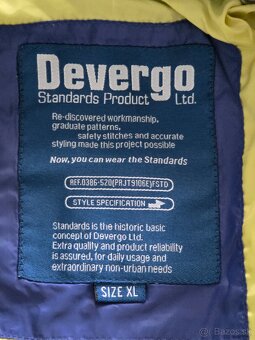 Devergo
Standards Product Ltd.
Re-discovered workmanship,
graduate patterns,
safety stitches and accurate
styling made this project possible
Now, you can wear the Standards
REF.0386-520(PRJT9106E)FSTD
STYLE SPECIFICATION
Standards is the historic basic
concept of Devergo Ltd.
Extra quality and product reliability
is assured, for daily usage and
extraordinary non-urban needs
SIZE XL